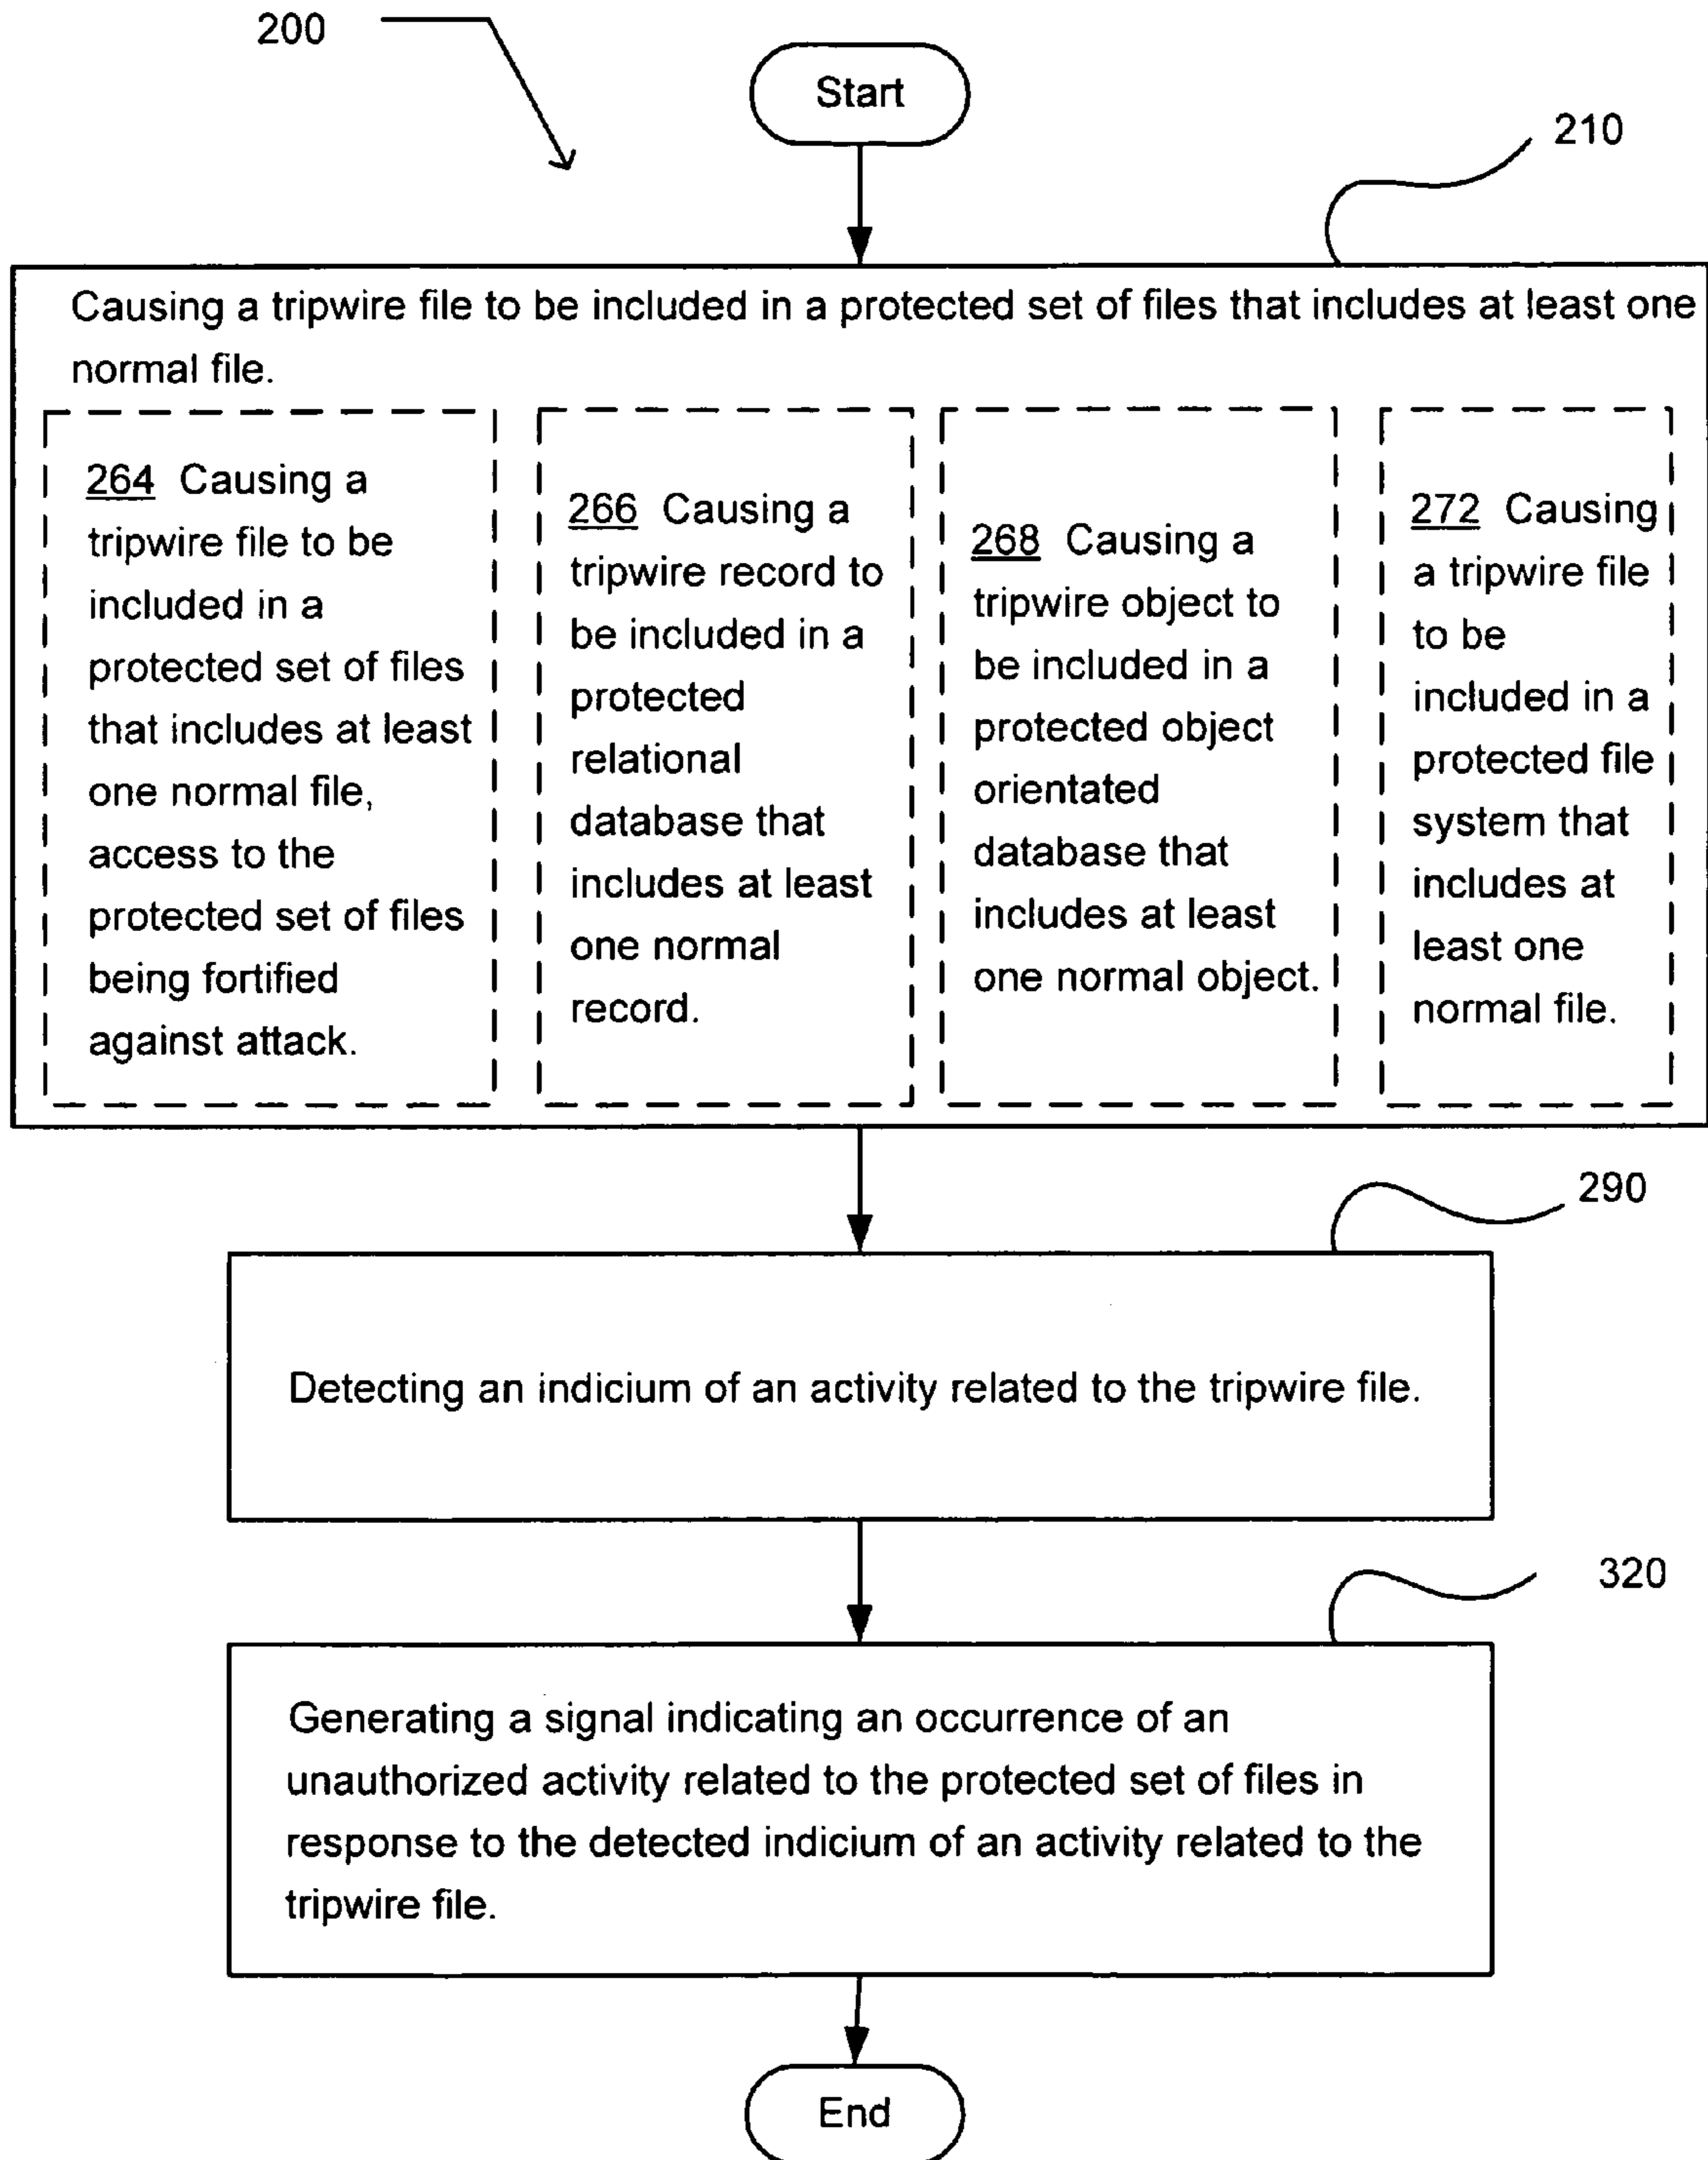 200
Start
210
Causing a tripwire file to be included in a protected set of files that includes at least one
normal file.
264 Causing a
tripwire file to be
included in a
protected set of files
that includes at least
one normal file,
access to the
protected set of files
being fortified
against attack.
266 Causing a
tripwire record to
be included in a
protected
relational
database that
includes at least
one normal
record.
268 Causing a
tripwire object to
be included in a
protected object
orientated
database that
includes at least
one normal object.
272 Causing
a tripwire file
to be
included in a
protected file
system that
includes at
least one
normal file.
290
Detecting an indicium of an activity related to the tripwire file.
320
Generating a signal indicating an occurrence of an
unauthorized activity related to the protected set of files in
response to the detected indicium of an activity related to the
tripwire file.
End